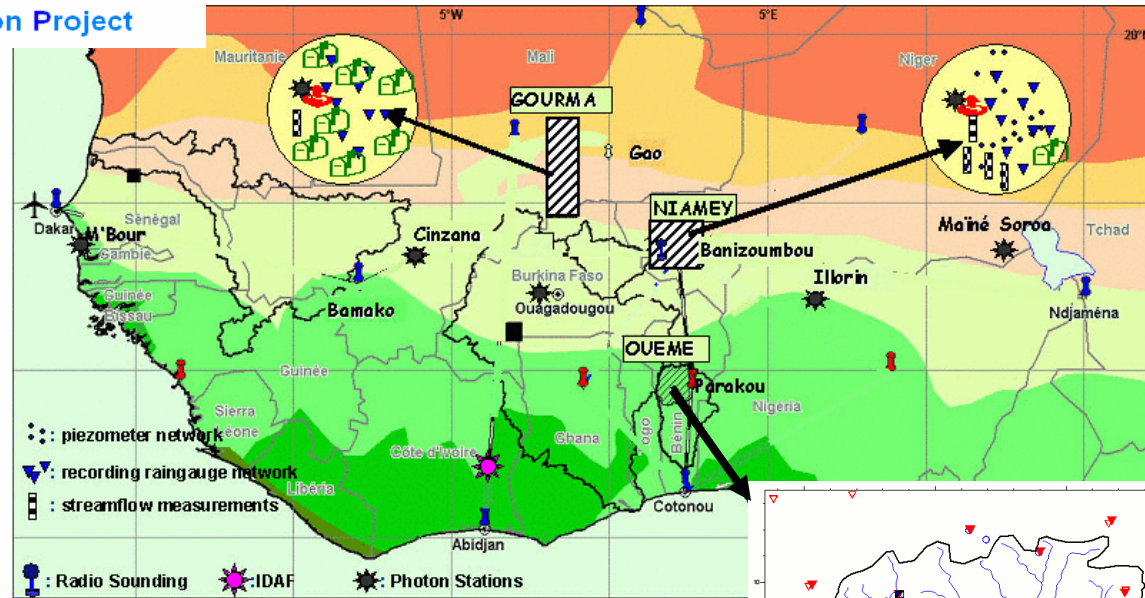 on Project
5°W
5°E
20°N
Mauritanie
Mali
Niger
GOURMA
Gao
NIAMEY
Dakar
Sénégal
M'Bour
Gambie
Cinzana
Banizoumbou
Maïné Soroa
Tchad
Guinée
Bissau
Bamako
Burkina Faso
Ouagadougou
Ilorin
Ndjaména
OUEME
Guinée
Parakou
Nigéria
Sierra
Léone
Côte d'Ivoire
Ghana
Togo
Bénin
Libéria
Cotonou
Abidjan
: piezometer network
: recording raingauge network
: streamflow measurements
: Radio Sounding
: IDAF
: Photon Stations
10